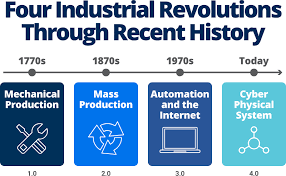 Four Industrial Revolutions
Through Recent History
1770s 1870s 1970s Today
Mechanical Production
Mass Production
Automation and the Internet
Cyber Physical System
1.0 2.0 3.0 4.0